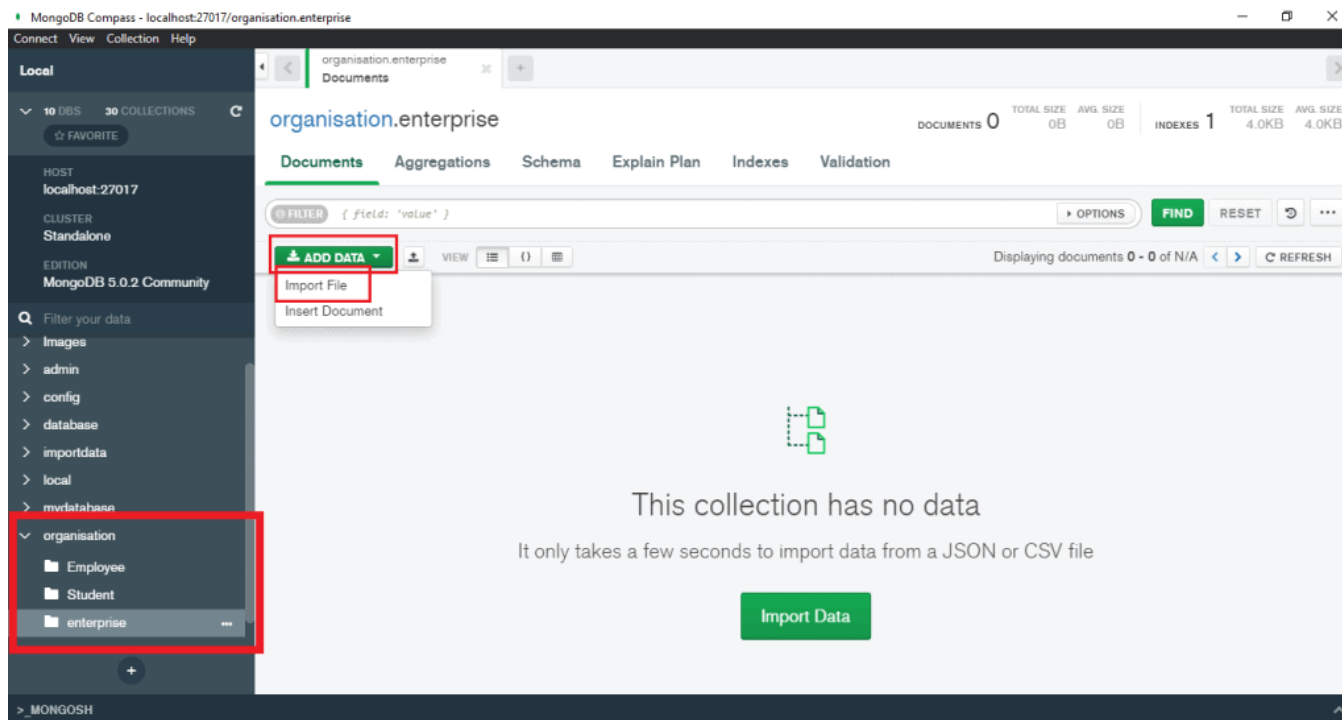 MongoDB Compass - localhost:27017/organisation.enterprise
Connect View Collection Help
Local
organisation.enterprise
Documents
10 DBS 30 COLLECTIONS
FAVORITE
organisation.enterprise
DOCUMENTS 0 TOTAL SIZE 0B AVG. SIZE 0B INDEXES 1 TOTAL SIZE 4.0KB AVG. SIZE 4.0KB
Documents Aggregations Schema Explain Plan Indexes Validation
HOST
localhost:27017
CLUSTER
Standalone
EDITION
MongoDB 5.0.2 Community
FILTER { field: 'value' } OPTIONS FIND RESET ...
ADD DATA VIEW {} Displaying documents 0 - 0 of N/A < > REFRESH
Import File
Insert Document
Filter your data
Images
admin
config
database
importdata
local
mydatabase
organisation
Employee
Student
enterprise ...
This collection has no data
It only takes a few seconds to import data from a JSON or CSV file
Import Data
>_MONGOSH